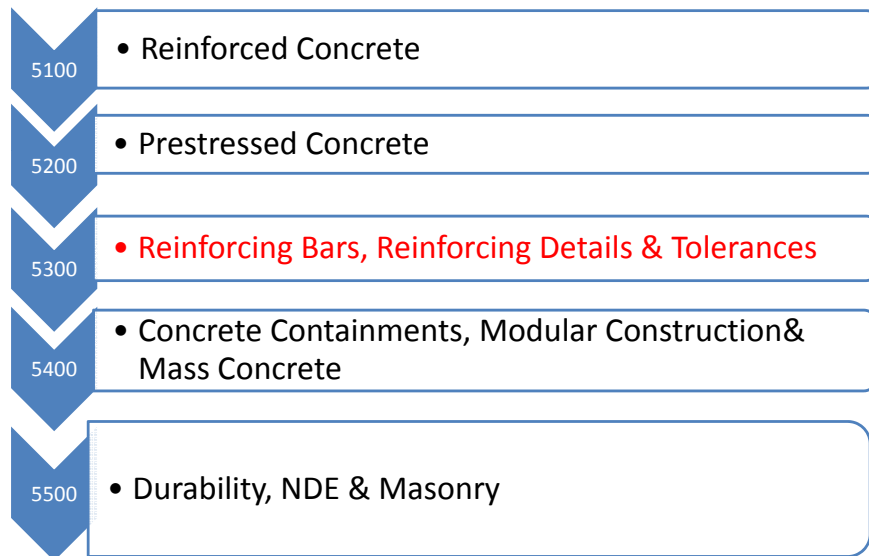 5100
• Reinforced Concrete
5200
• Prestressed Concrete
5300
• Reinforcing Bars, Reinforcing Details & Tolerances
5400
• Concrete Containments, Modular Construction&
Mass Concrete
5500
• Durability, NDE & Masonry